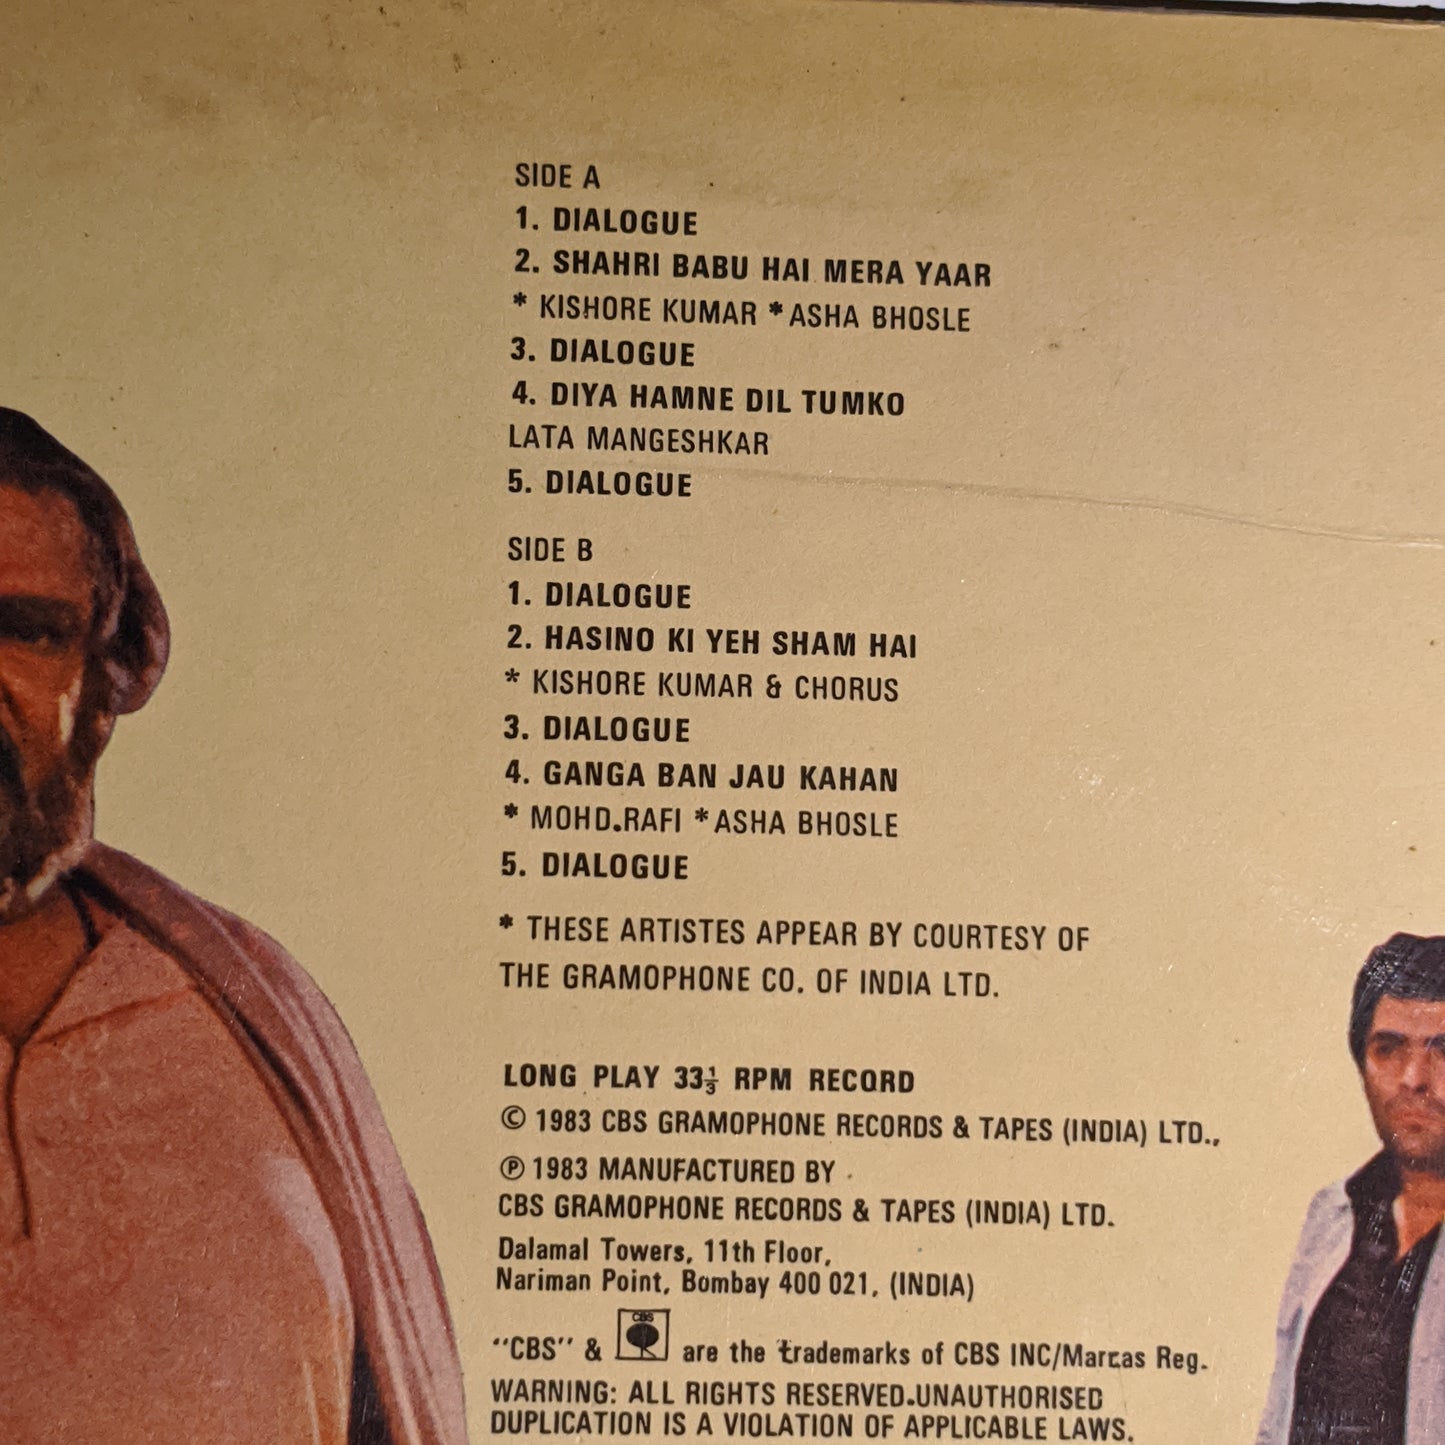 SIDE A
1. DIALOGUE
2. SHAHRI BABU HAI MERA YAAR
* KISHORE KUMAR *ASHA BHOSLE
3. DIALOGUE
4. DIYA HAMNE DIL TUMKO
LATA MANGESHKAR
5. DIALOGUE
SIDE B
1. DIALOGUE
2. HASINO KI YEH SHAM HAI
* KISHORE KUMAR & CHORUS
3. DIALOGUE
4. GANGA BAN JAU KAHAN
* MOHD.RAFI *ASHA BHOSLE
5. DIALOGUE
* THESE ARTISTES APPEAR BY COURTESY OF
THE GRAMOPHONE CO. OF INDIA LTD.
LONG PLAY 33⅓ RPM RECORD
© 1983 CBS GRAMOPHONE RECORDS & TAPES (INDIA) LTD.,
℗ 1983 MANUFACTURED BY
CBS GRAMOPHONE RECORDS & TAPES (INDIA) LTD.
Dalamal Towers, 11th Floor,
Nariman Point, Bombay 400 021, (INDIA)
"CBS" & CBS are the trademarks of CBS INC/Marcas Reg.
WARNING: ALL RIGHTS RESERVED.UNAUTHORISED
DUPLICATION IS A VIOLATION OF APPLICABLE LAWS.